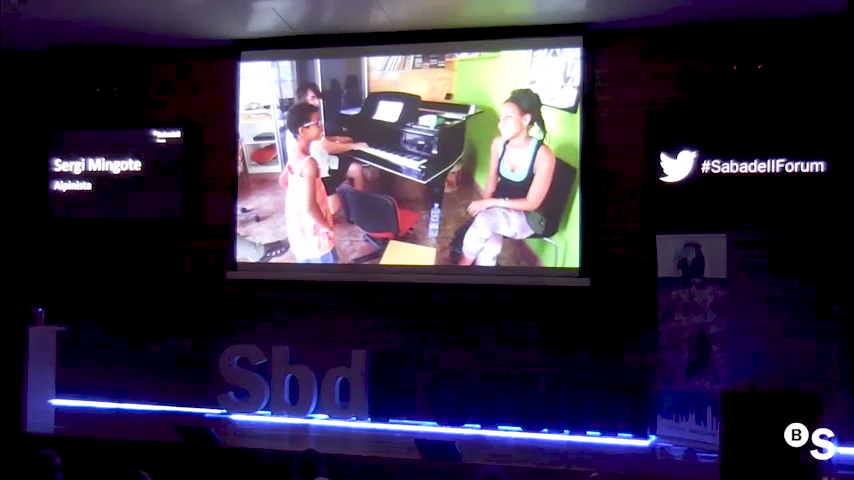 Sergi Mingote
Alpinista
#SabadellForum
Sbd
BS